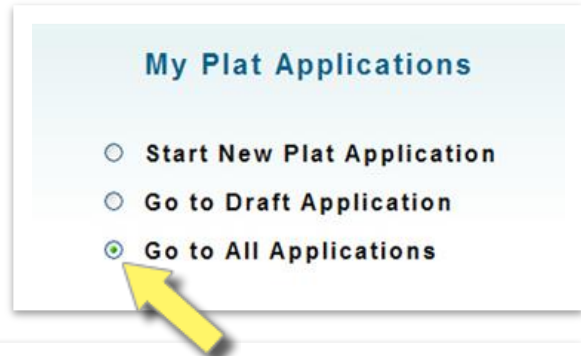 My Plat Applications
Start New Plat Application
Go to Draft Application
Go to All Applications